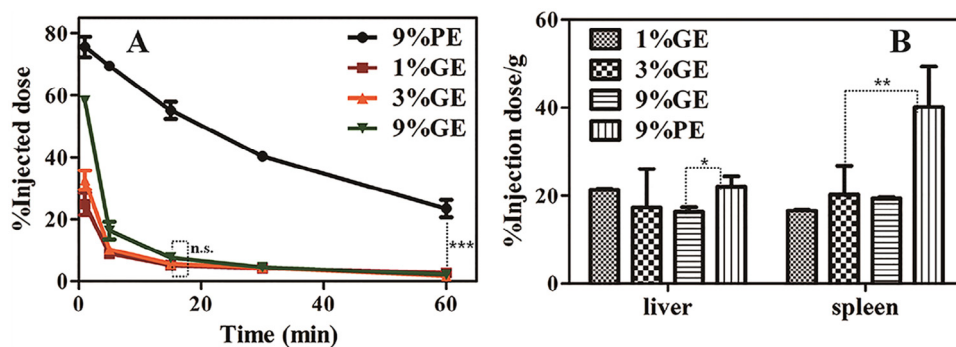 A
9%PE
1%GE
3%GE
9%GE
n.s.
***
%Injected dose
80
60
40
20
0
0
20
40
60
Time (min)
B
1%GE
3%GE
9%GE
9%PE
*
**
%Injection dose/g
60
40
20
0
liver
spleen